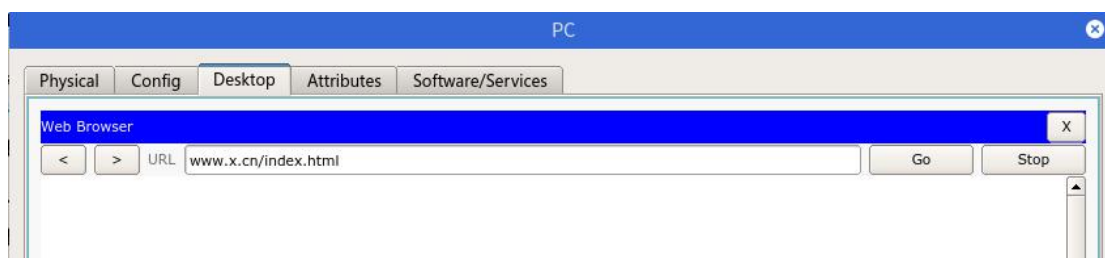 PC
Physical Config Desktop Attributes Software/Services
Web Browser X
< > URL www.x.cn/index.html Go Stop